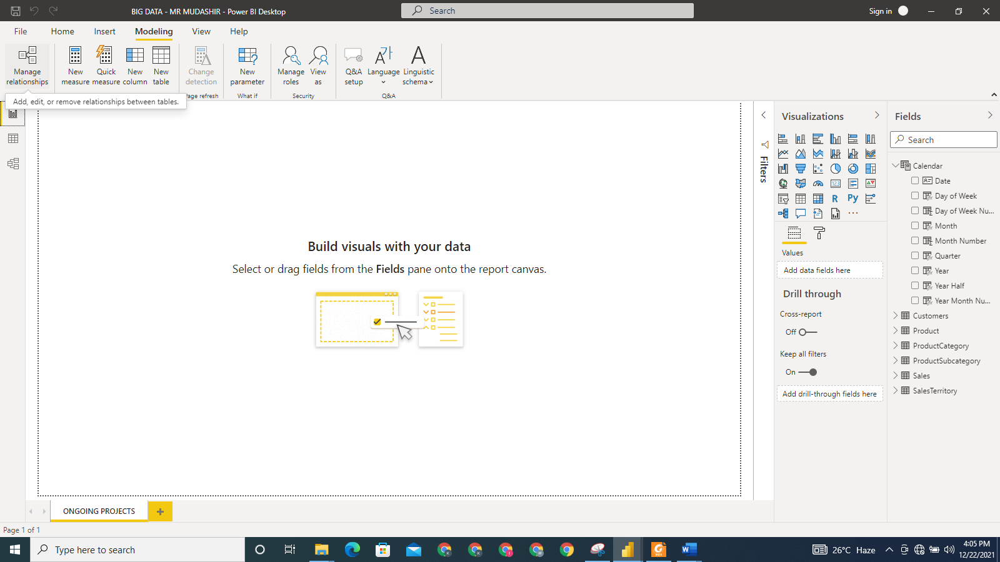 BIG DATA - MR MUDASHIR - Power BI Desktop
Search
Sign in
File
Home
Insert
Modeling
View
Help
Manage
relationships
New
measure
Quick
measure
New
column
New
table
Change
detection
Page refresh
New
parameter
What if
Manage
roles
View
as
Security
Q&A
setup
Language
Linguistic
schema
Q&A
Add, edit, or remove relationships between tables.
Build visuals with your data
Select or drag fields from the Fields pane onto the report canvas.
Filters
Visualizations
123
R
Py
Values
Add data fields here
Drill through
Cross-report
Off
Keep all filters
On
Add drill-through fields here
Fields
Search
Calendar
Date
Day of Week
Day of Week Nu...
Month
Month Number
Quarter
Year
Year Half
Year Month Nu...
Customers
Product
ProductCategory
ProductSubcategory
Sales
SalesTerritory
ONGOING PROJECTS
Page 1 of 1
Type here to search
26°C Haze
4:05 PM
12/22/2021